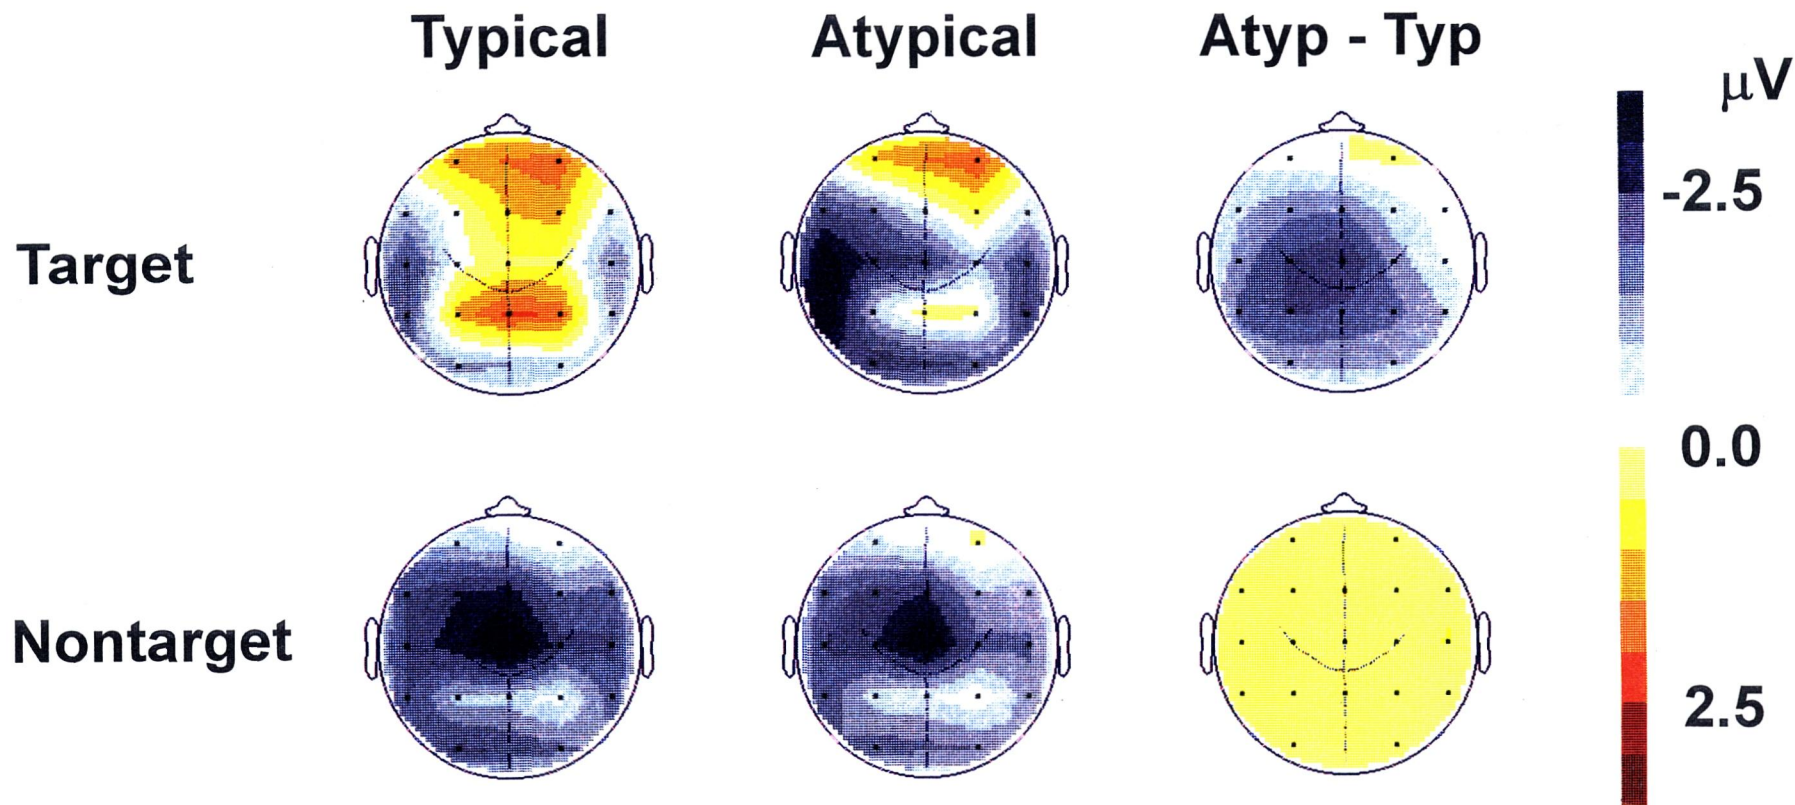 Typical Atypical Atyp - Typ
μV
-2.5
Target
0.0
Nontarget
2.5